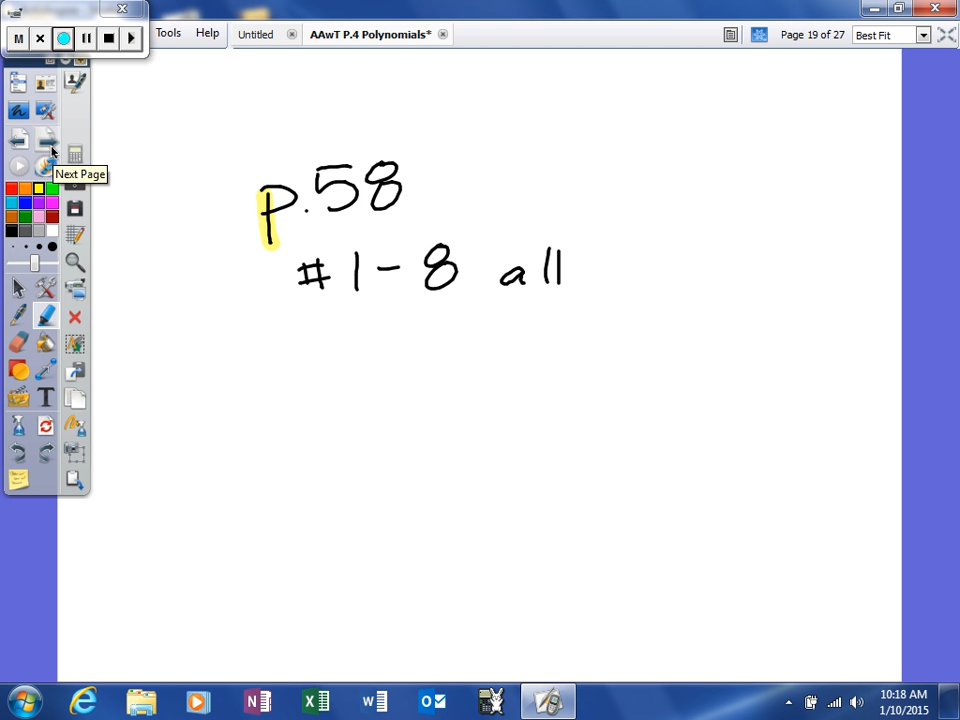 M
Tools Help Untitled AAwT P.4 Polynomials* Page 19 of 27 Best Fit
Next Page
p.58
#1-8 all
T
10:18 AM
1/10/2015